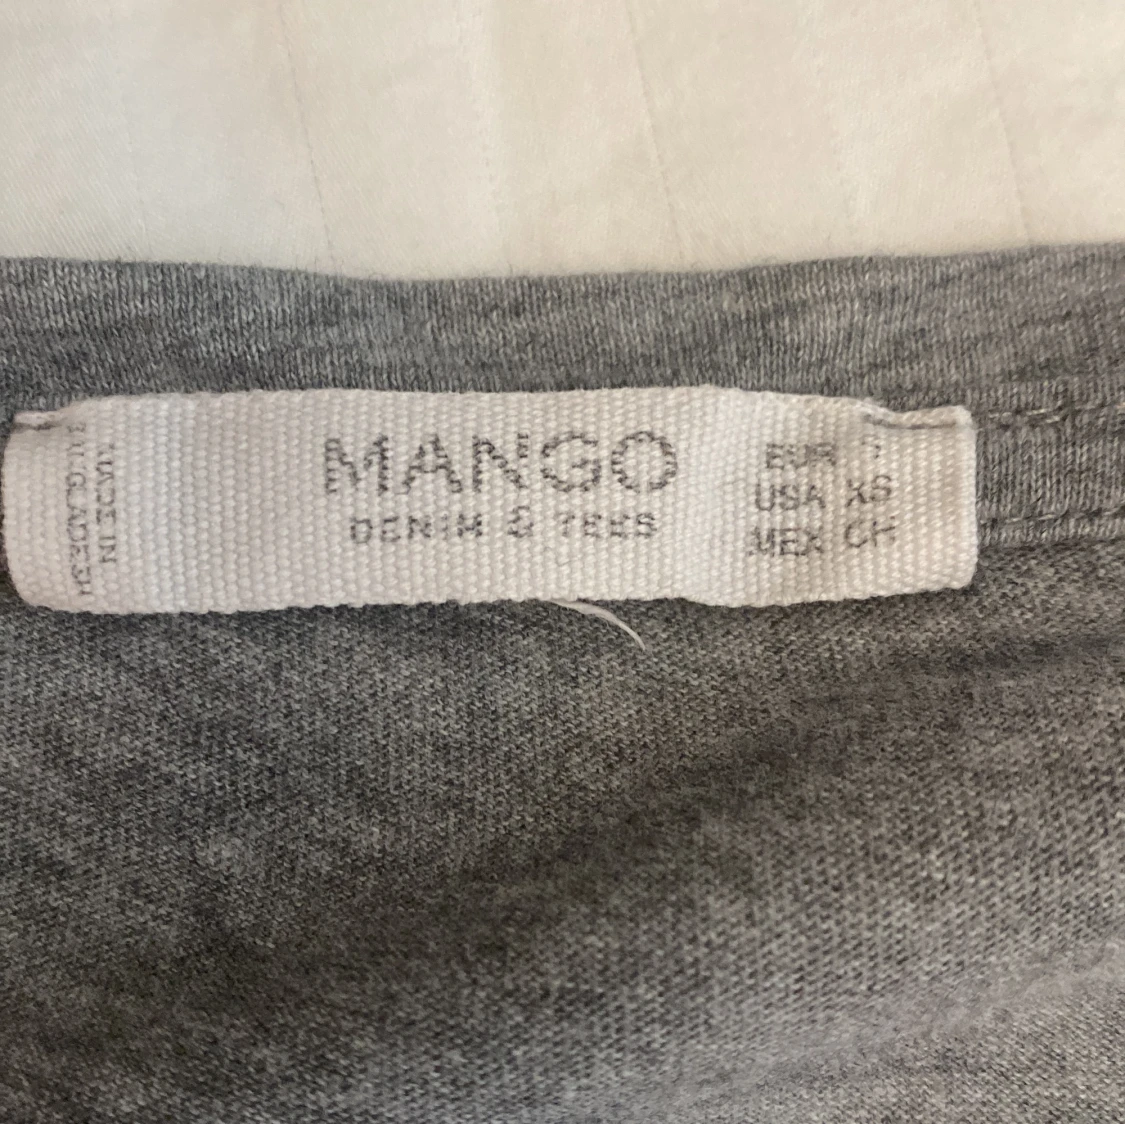 MADE IN
BANGLADESH
MANGO
DENIM & TEES
EUR
USA XS
MEX CH